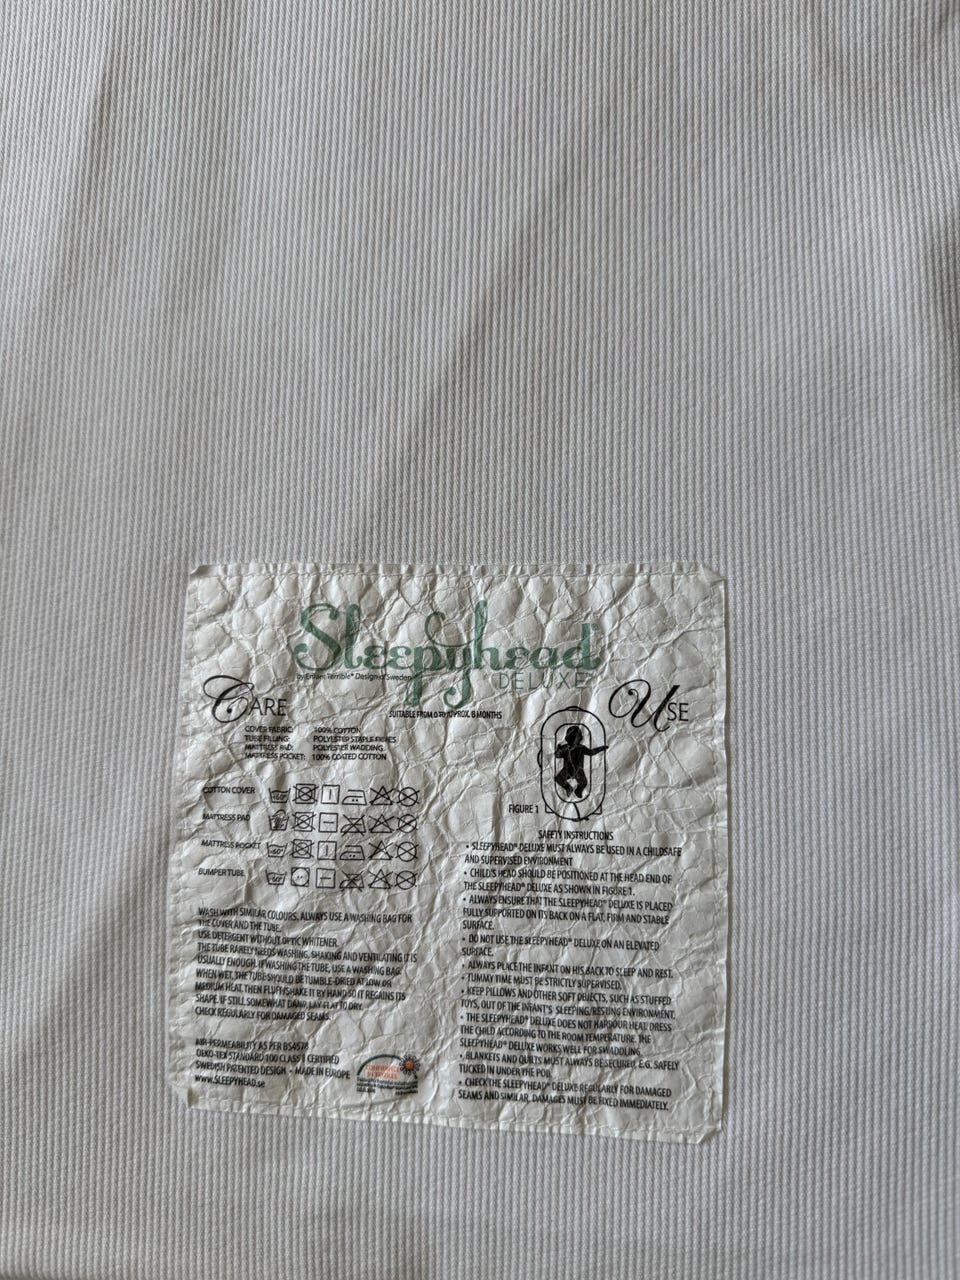 Sleepyhead
by Enfant Terrible® Design of Sweden
DELUXE™
CARE
SUITABLE FROM 0 TO APPROX. 8 MONTHS
USE
COVER FABRIC: 100% COTTON
TUBE FILLING: POLYESTER STAPLE FIBRES
MATTRESS PAD: POLYESTER WADDING
MATTRESS POCKET: 100% COATED COTTON
COTTON COVER
MATTRESS PAD
MATTRESS POCKET
BUMPER TUBE
WASH WITH SIMILAR COLOURS. ALWAYS USE A WASHING BAG FOR
THE COVER AND THE TUBE.
USE DETERGENT WITHOUT OPTIC WHITENER.
THE TUBE RARELY NEEDS WASHING. SHAKING AND VENTILATING IT IS
USUALLY ENOUGH. IF WASHING THE TUBE, USE A WASHING BAG.
WHEN WET, THE TUBE SHOULD BE TUMBLE-DRIED AT LOW OR
MEDIUM HEAT. THEN FLUFF/SHAKE IT BY HAND SO IT REGAINS ITS
SHAPE. IF STILL SOMEWHAT DAMP, LAY FLAT TO DRY.
CHECK REGULARLY FOR DAMAGED SEAMS.
AIR-PERMEABILITY AS PER BS4578
OEKO-TEX STANDARD 100 CLASS 1 CERTIFIED
SWEDISH PATENTED DESIGN • MADE IN EUROPE
www.SLEEPYHEAD.se
CONFIDENCE
IN TEXTILES
FIGURE 1
SAFETY INSTRUCTIONS
• SLEEPYHEAD® DELUXE MUST ALWAYS BE USED IN A CHILDSAFE
AND SUPERVISED ENVIRONMENT
• CHILD'S HEAD SHOULD BE POSITIONED AT THE HEAD END OF
THE SLEEPYHEAD® DELUXE AS SHOWN IN FIGURE 1.
• ALWAYS ENSURE THAT THE SLEEPYHEAD® DELUXE IS PLACED
FULLY SUPPORTED ON ITS BACK ON A FLAT, FIRM AND STABLE
SURFACE.
• DO NOT USE THE SLEEPYHEAD® DELUXE ON AN ELEVATED
SURFACE.
• ALWAYS PLACE THE INFANT ON HIS BACK TO SLEEP AND REST.
• TUMMY TIME MUST BE STRICTLY SUPERVISED.
• KEEP PILLOWS AND OTHER SOFT OBJECTS, SUCH AS STUFFED
TOYS, OUT OF THE INFANT'S SLEEPING/RESTING ENVIRONMENT.
• THE SLEEPYHEAD® DELUXE DOES NOT HARBOUR HEAT/DRESS
THE CHILD ACCORDING TO THE ROOM TEMPERATURE. THE
SLEEPYHEAD® DELUXE WORKS WELL FOR SWADDLING.
• BLANKETS AND QUILTS MUST ALWAYS BE SECURED, E.G. SAFELY
TUCKED IN UNDER THE POD.
• CHECK THE SLEEPYHEAD® DELUXE REGULARLY FOR DAMAGED
SEAMS AND SIMILAR. DAMAGES MUST BE FIXED IMMEDIATELY.